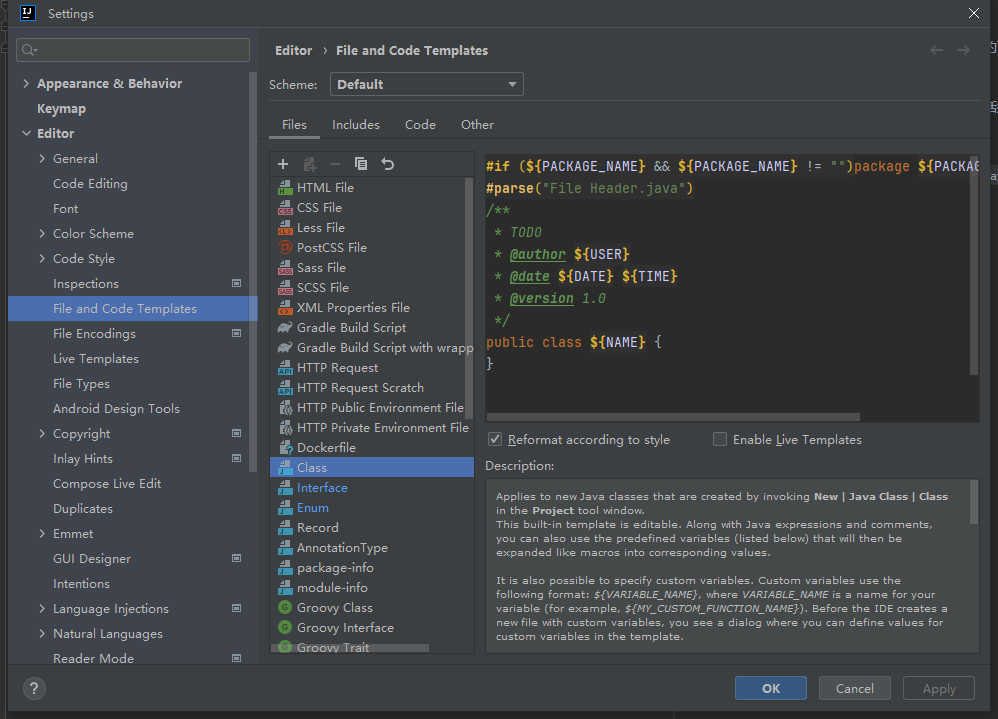 Settings
Appearance & Behavior
Keymap
Editor
General
Code Editing
Font
Color Scheme
Code Style
Inspections
File and Code Templates
File Encodings
Live Templates
File Types
Android Design Tools
Copyright
Inlay Hints
Compose Live Edit
Duplicates
Emmet
GUI Designer
Intentions
Language Injections
Natural Languages
Reader Mode
Editor › File and Code Templates
Scheme: Default
Files Includes Code Other
HTML File
CSS File
Less File
PostCSS File
Sass File
SCSS File
XML Properties File
Gradle Build Script
Gradle Build Script with wrapp
HTTP Request
HTTP Request Scratch
HTTP Public Environment File
HTTP Private Environment File
Dockerfile
Class
Interface
Enum
Record
AnnotationType
package-info
module-info
Groovy Class
Groovy Interface
Groovy Trait
#if (${PACKAGE_NAME} && ${PACKAGE_NAME} != "")package ${PACKA
#parse("File Header.java")
/**
* TODO
* @author ${USER}
* @date ${DATE} ${TIME}
* @version 1.0
*/
public class ${NAME} {
}
Reformat according to style Enable Live Templates
Description:
Applies to new Java classes that are created by invoking New | Java Class | Class
in the Project tool window.
This built-in template is editable. Along with Java expressions and comments,
you can also use the predefined variables (listed below) that will then be
expanded like macros into corresponding values.
It is also possible to specify custom variables. Custom variables use the
following format: ${VARIABLE_NAME}, where VARIABLE_NAME is a name for your
variable (for example, ${MY_CUSTOM_FUNCTION_NAME}). Before the IDE creates a
new file with custom variables, you see a dialog where you can define values for
custom variables in the template.
? OK Cancel Apply